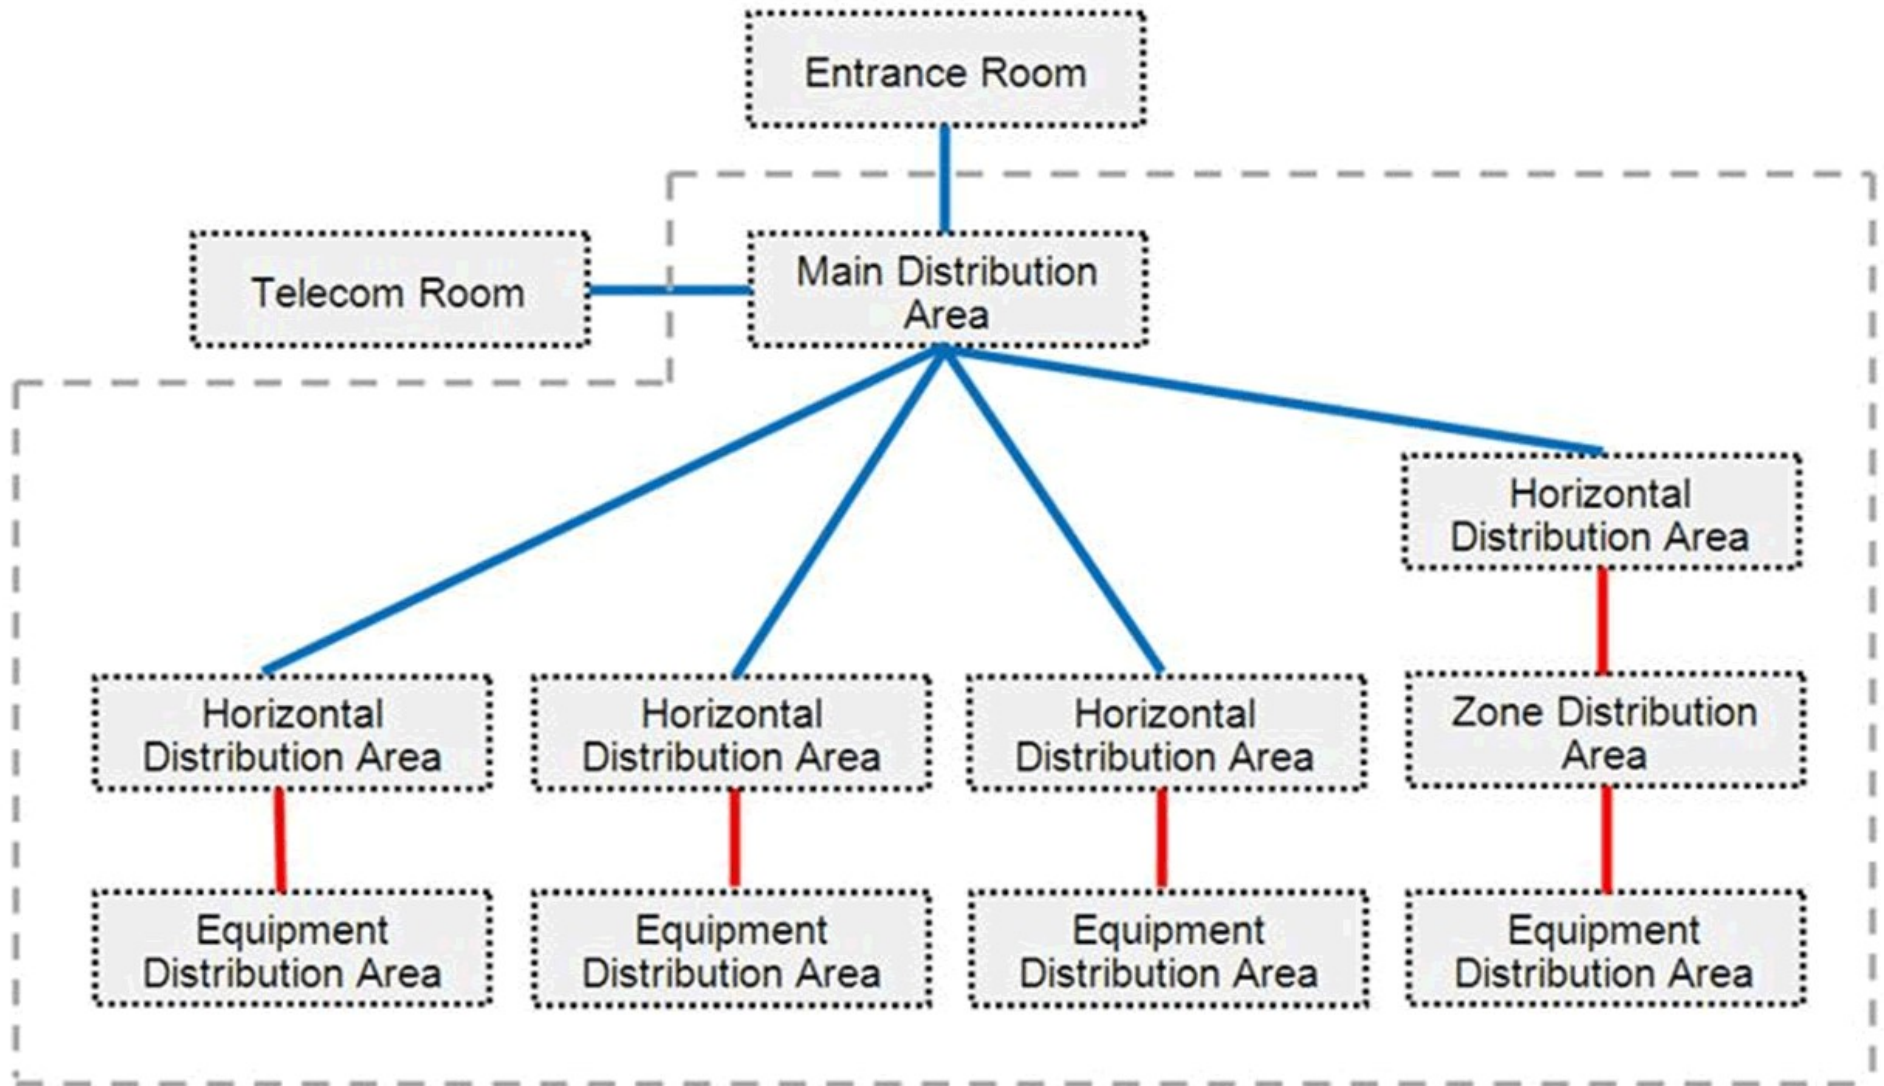 Entrance Room
Telecom Room
Main Distribution
Area
Horizontal
Distribution Area
Horizontal
Distribution Area
Horizontal
Distribution Area
Horizontal
Distribution Area
Zone Distribution
Area
Equipment
Distribution Area
Equipment
Distribution Area
Equipment
Distribution Area
Equipment
Distribution Area